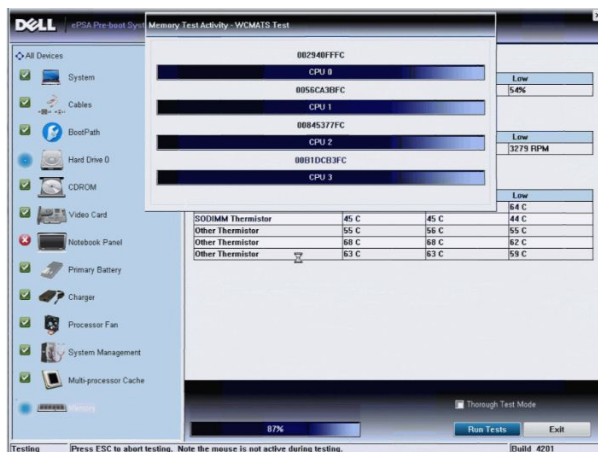 DELL
ePSA Pre-boot Syst
Memory Test Activity - WCMATS Test
002940FFFC
CPU 0
0056CA3BFC
CPU 1
00845377FC
CPU 2
00B1DCB3FC
CPU 3
All Devices
System
Cables
BootPath
Hard Drive 0
CDROM
Video Card
Notebook Panel
Primary Battery
Charger
Processor Fan
System Management
Multi-processor Cache
Memory
Low
54%
Low
3279 RPM
Low
64 C
SODIMM Thermistor 45 C 45 C 44 C
Other Thermistor 55 C 56 C 55 C
Other Thermistor 68 C 68 C 62 C
Other Thermistor 63 C 63 C 59 C
Thorough Test Mode
87%
Run Tests
Exit
Testing
Press ESC to abort testing. Note the mouse is not active during testing.
Build 4201